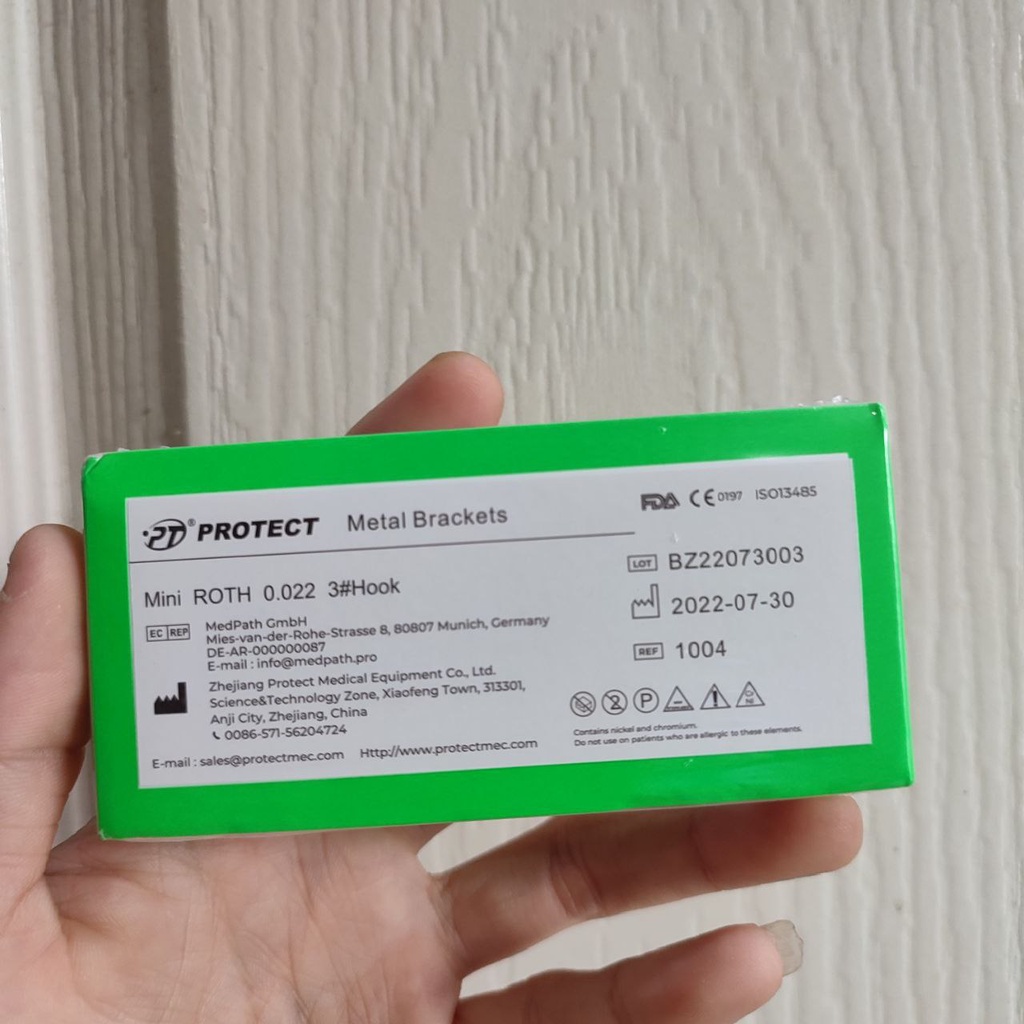 PT® PROTECT Metal Brackets
FDA CE 0197 ISO13485
Mini ROTH 0.022 3#Hook
EC REP
MedPath GmbH
Mies-van-der-Rohe-Strasse 8, 80807 Munich, Germany
DE-AR-000000087
E-mail : info@medpath.pro
Zhejiang Protect Medical Equipment Co., Ltd.
Science&Technology Zone, Xiaofeng Town, 313301,
Anji City, Zhejiang, China
0086-571-56204724
E-mail : sales@protectmec.com Http://www.protectmec.com
LOT BZ22073003
2022-07-30
REF 1004
2 P ! Cr Ni
Contains nickel and chromium.
Do not use on patients who are allergic to these elements.